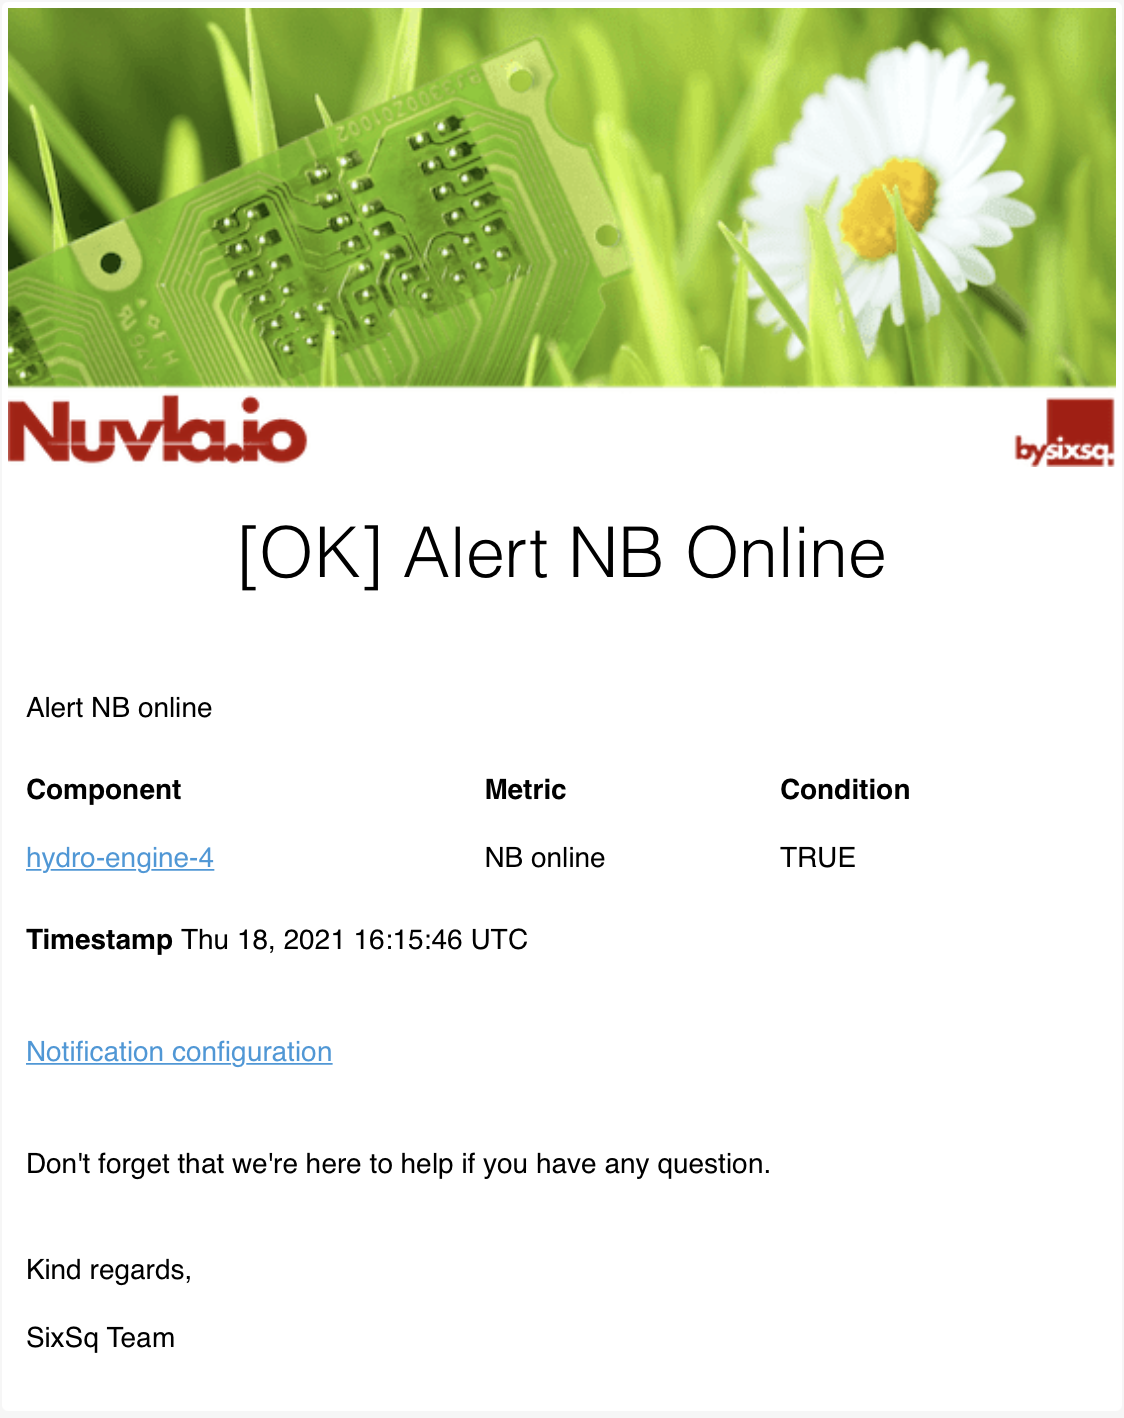 Nuvla.io
bysixsq.
[OK] Alert NB Online
Alert NB online
Component Metric Condition
hydro-engine-4 NB online TRUE
Timestamp Thu 18, 2021 16:15:46 UTC
Notification configuration
Don't forget that we're here to help if you have any question.
Kind regards,
SixSq Team